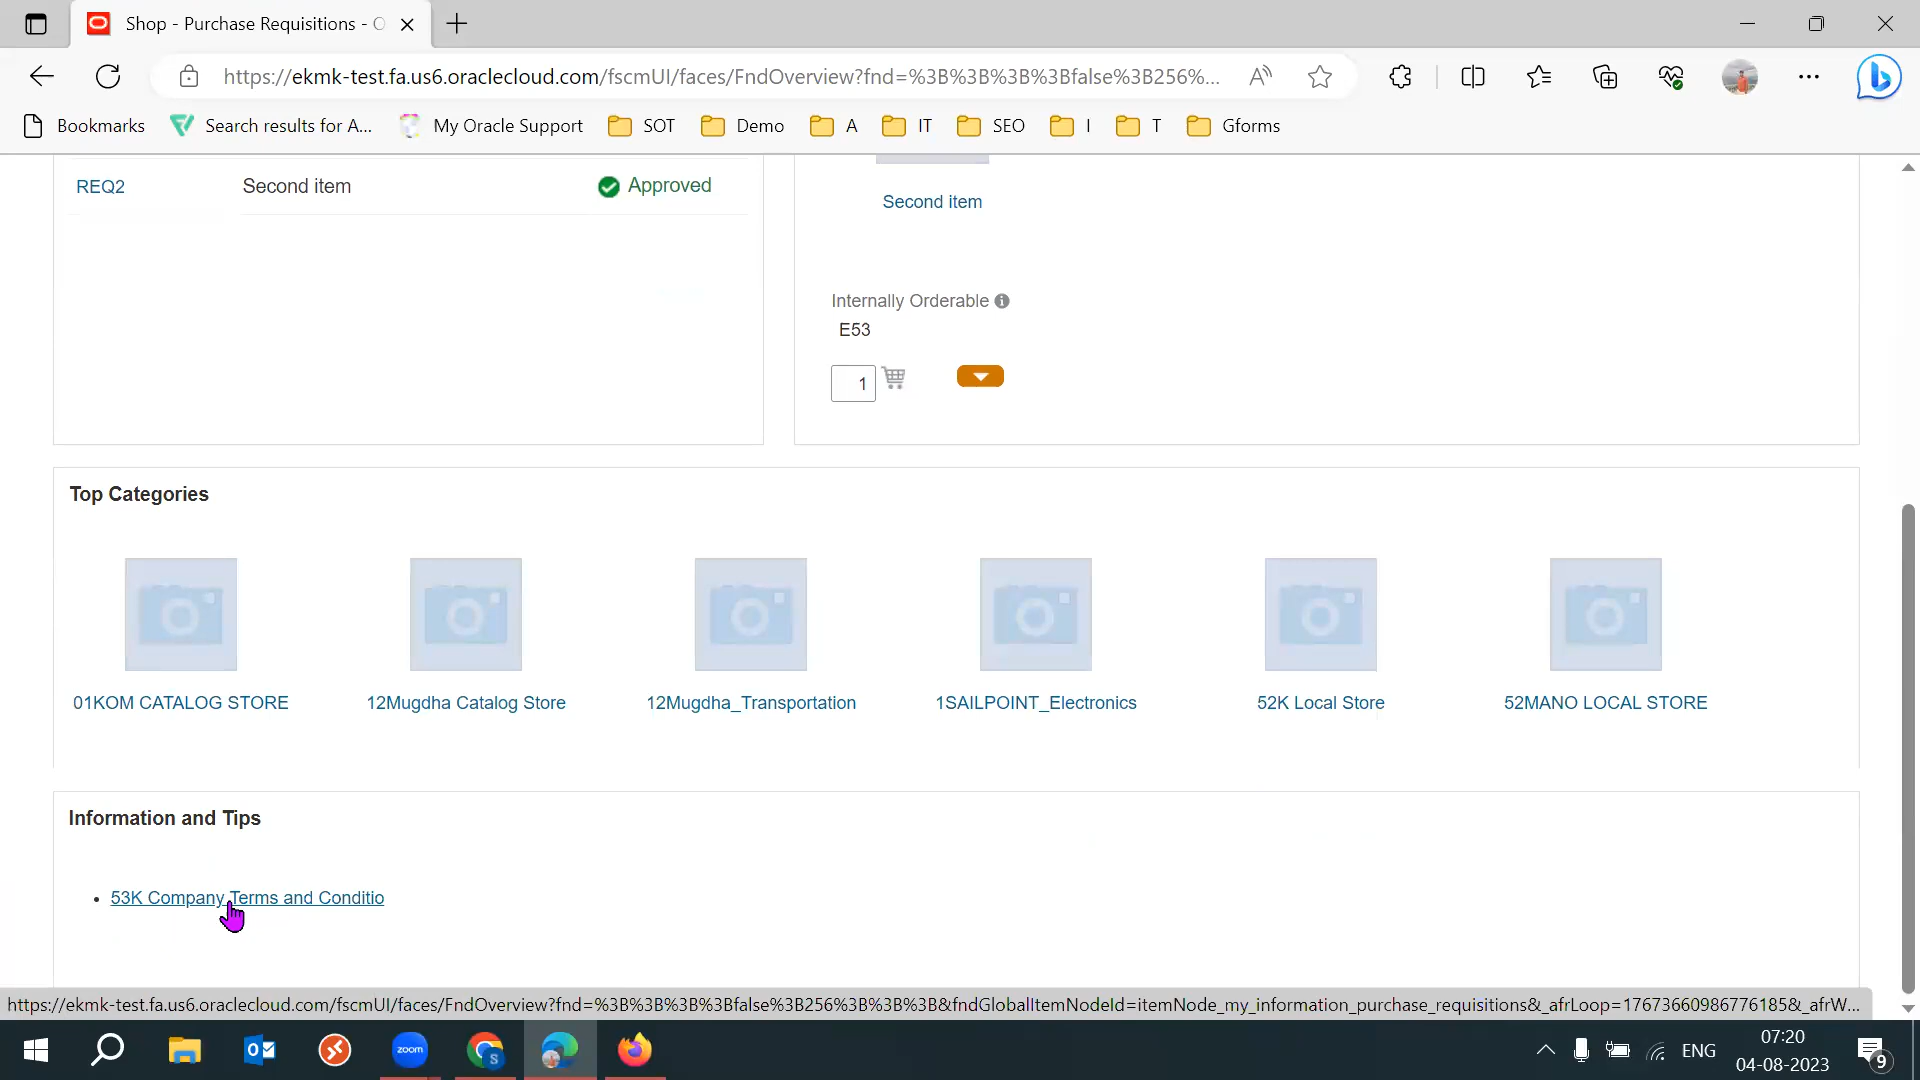 Shop - Purchase Requisitions - O
https://ekmk-test.fa.us6.oraclecloud.com/fscmUI/faces/FndOverview?fnd=%3B%3B%3B%3Bfalse%3B256%...
Bookmarks
Search results for A...
My Oracle Support
SOT
Demo
A
IT
SEO
I
T
Gforms
REQ2 Second item Approved
Second item
Internally Orderable
E53
1
Top Categories
01KOM CATALOG STORE
12Mugdha Catalog Store
12Mugdha_Transportation
1SAILPOINT_Electronics
52K Local Store
52MANO LOCAL STORE
Information and Tips
53K Company Terms and Conditio
https://ekmk-test.fa.us6.oraclecloud.com/fscmUI/faces/FndOverview?fnd=%3B%3B%3B%3Bfalse%3B256%3B%3B%3B&fndGlobalItemNodeId=itemNode_my_information_purchase_requisitions&_afrLoop=17673660986776185&_afrW...
zoom
S
ENG
07:20
04-08-2023
9